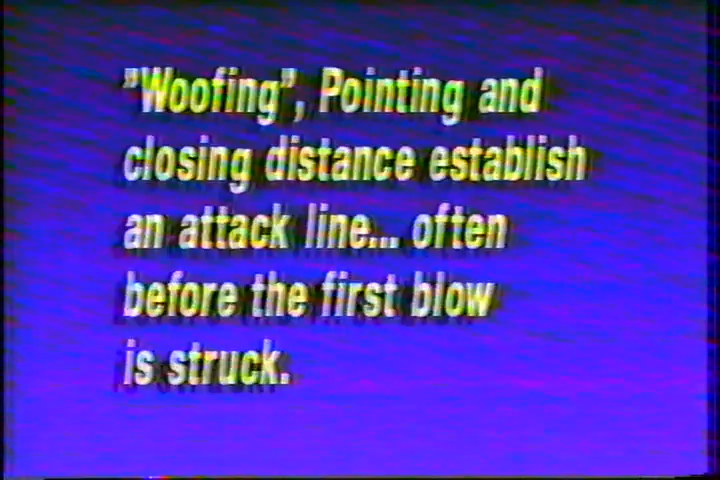 "Woofing", Pointing and
closing distance establish
an attack line... often
before the first blow
is struck.